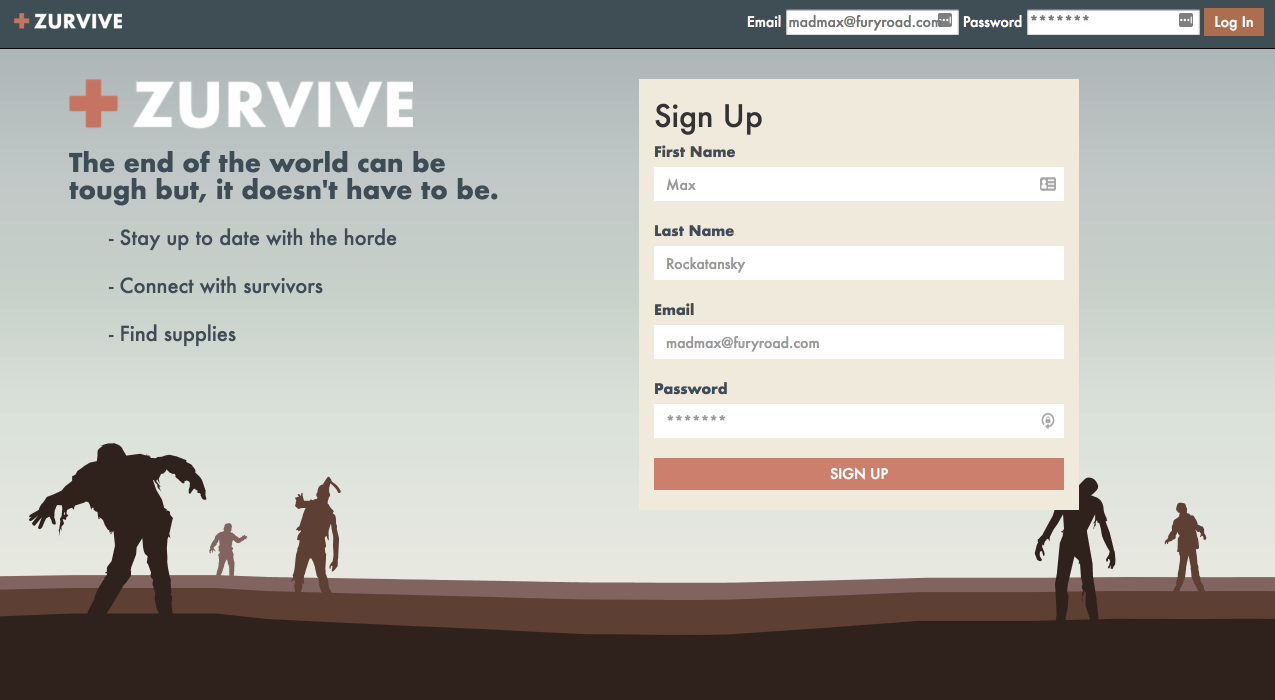 ZURVIVE
Email madmax@furyroad.com Password ******* Log In
ZURVIVE
The end of the world can be
tough but, it doesn't have to be.
- Stay up to date with the horde
- Connect with survivors
- Find supplies
Sign Up
First Name
Max
Last Name
Rockatansky
Email
madmax@furyroad.com
Password
*******
SIGN UP